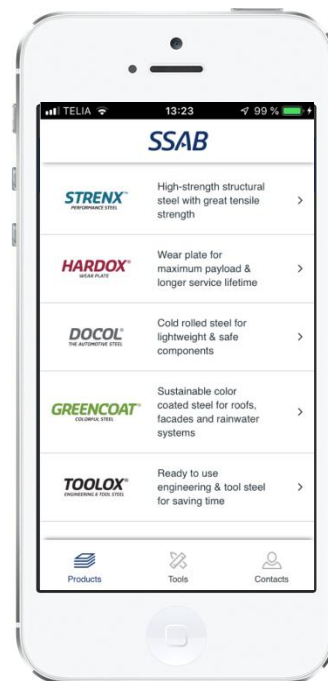 TELIA 13:23 99 %
SSAB
STRENX™
PERFORMANCE STEEL
High-strength structural
steel with great tensile
strength
HARDOX®
WEAR PLATE
Wear plate for
maximum payload &
longer service lifetime
DOCOL®
THE AUTOMOTIVE STEEL
Cold rolled steel for
lightweight & safe
components
GREENCOAT®
COLORFUL STEEL
Sustainable color
coated steel for roofs,
facades and rainwater
systems
TOOLOX®
ENGINEERING & TOOL STEEL
Ready to use
engineering & tool steel
for saving time
Products Tools Contacts